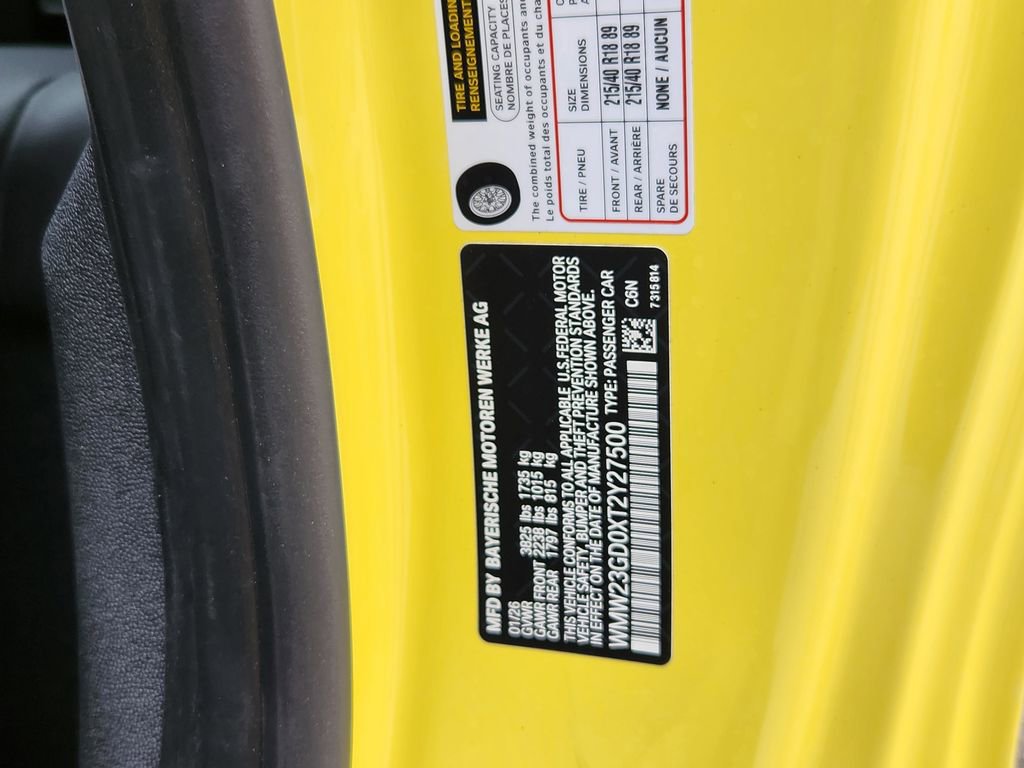 TIRE AND LOADIN
RENSEIGNEMENT
SEATING CAPACITY
NOMBRE DE PLACES
The combined weight of occupants and
Le poids total des occupants et du cha
TIRE / PNEU SIZE DIMENSIONS
FRONT / AVANT 215/40 R18 89
REAR / ARRIÈRE 215/40 R18 89
SPARE DE SECOURS NONE / AUCUN
MFD BY BAYERISCHE MOTOREN WERKE AG
01/26
GVWR 3825 lbs 1735 kg
GAWR FRONT 2238 lbs 1015 kg
GAWR REAR 1797 lbs 815 kg
THIS VEHICLE CONFORMS TO ALL APPLICABLE U.S.FEDERAL MOTOR
VEHICLE SAFETY, BUMPER AND THEFT PREVENTION STANDARDS
IN EFFECT ON THE DATE OF MANUFACTURE SHOWN ABOVE.
WMW23GD0XT2Y27500 TYPE: PASSENGER CAR
C6N
7315814